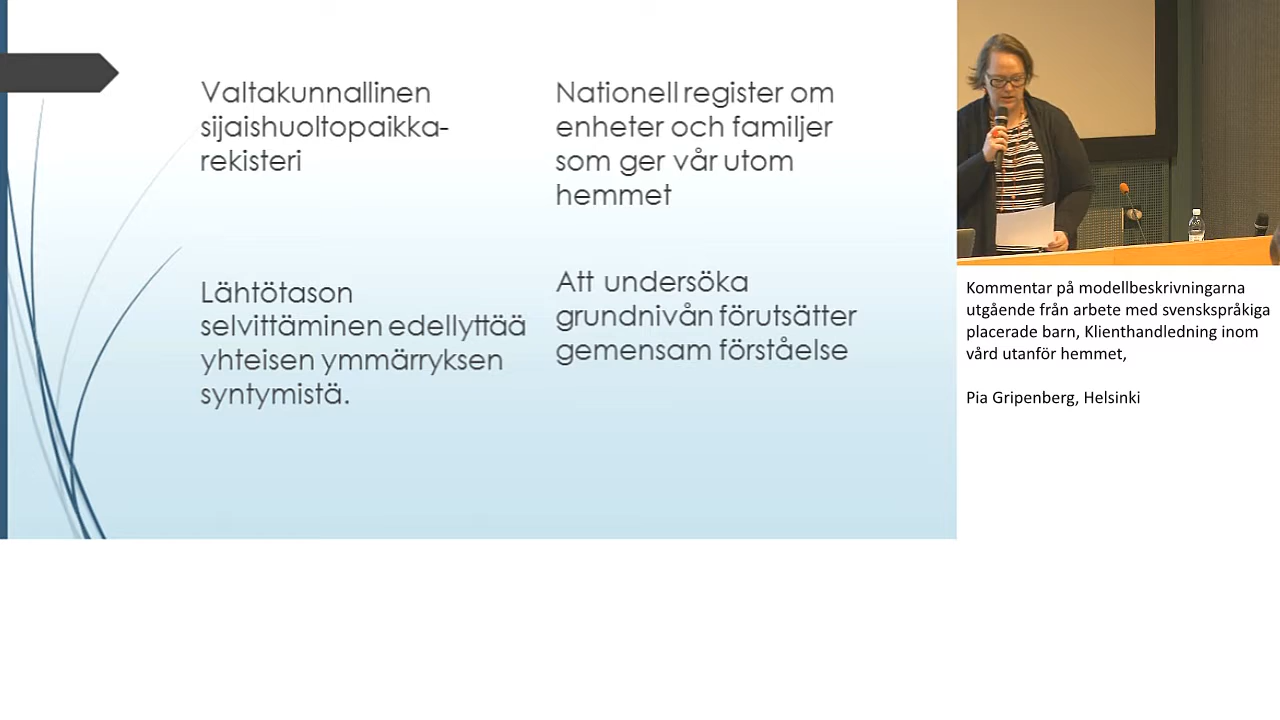 Valtakunnallinen
sijaishuoltopaikka-
rekisteri
Lähtötason
selvittäminen edellyttää
yhteisen ymmärryksen
syntymistä.
Nationell register om
enheter och familjer
som ger vår utom
hemmet
Att undersöka
grundnivån förutsätter
gemensam förståelse
Kommentar på modellbeskrivningarna
utgående från arbete med svenskspråkiga
placerade barn, Klienthandledning inom
vård utanför hemmet,
Pia Gripenberg, Helsinki